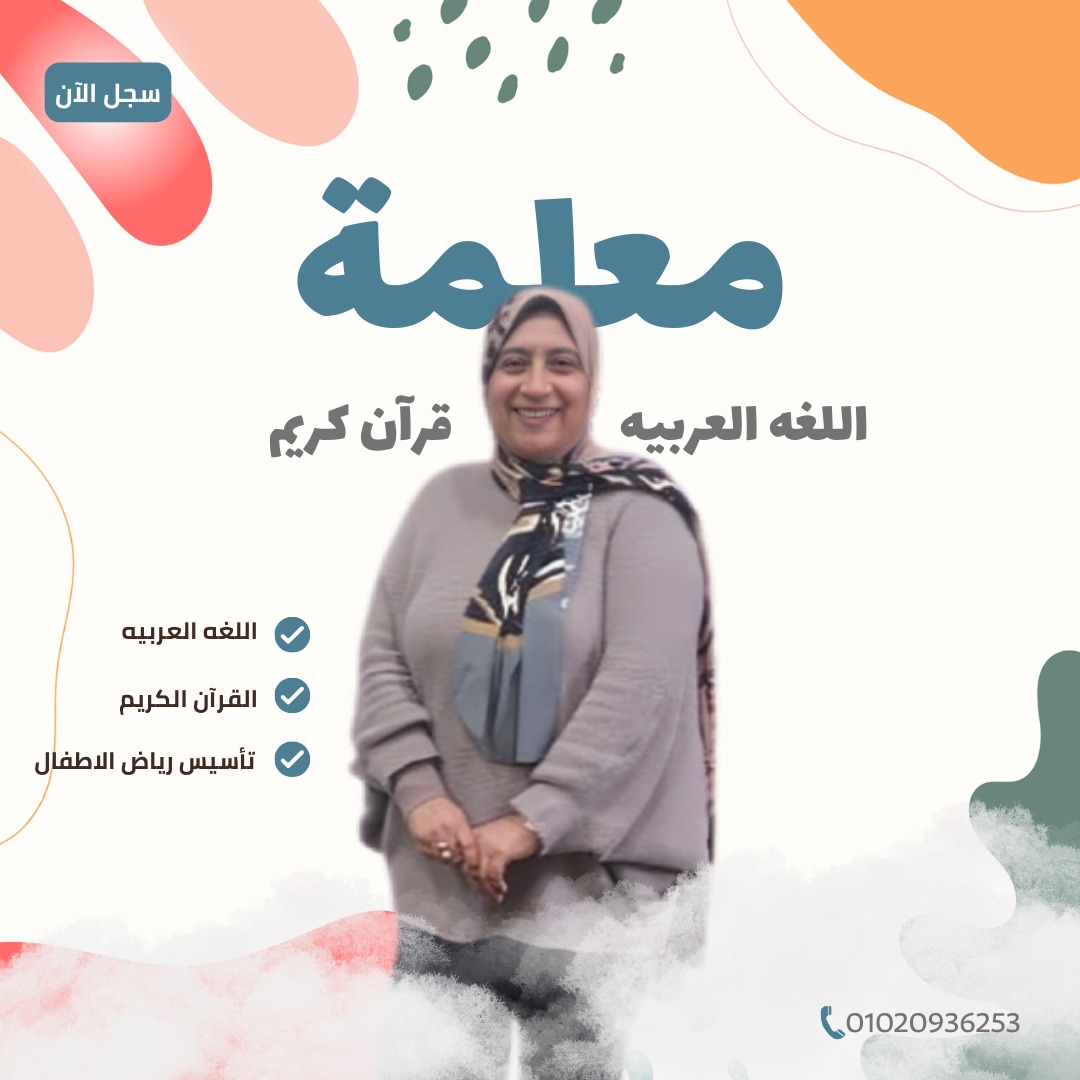 سجل الآن
معلمة
اللغه العربيه
قرآن كريم
اللغه العربيه
القرآن الكريم
تأسيس رياض الاطفال
01020936253